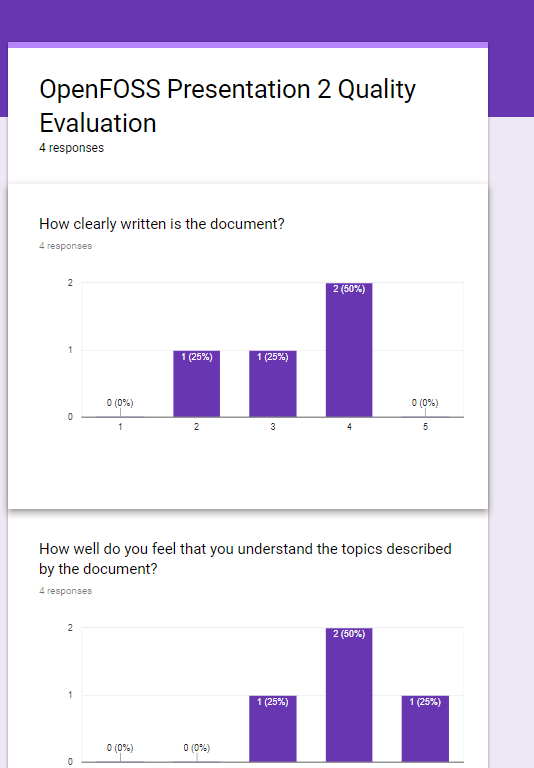 OpenFOSS Presentation 2 Quality
Evaluation
4 responses
How clearly written is the document?
4 responses
2
2 (50%)
1
1 (25%)
1 (25%)
0 (0%)
0 (0%)
0
1
2
3
4
5
How well do you feel that you understand the topics described
by the document?
4 responses
2
2 (50%)
1
1 (25%)
1 (25%)
0 (0%)
0 (0%)
0